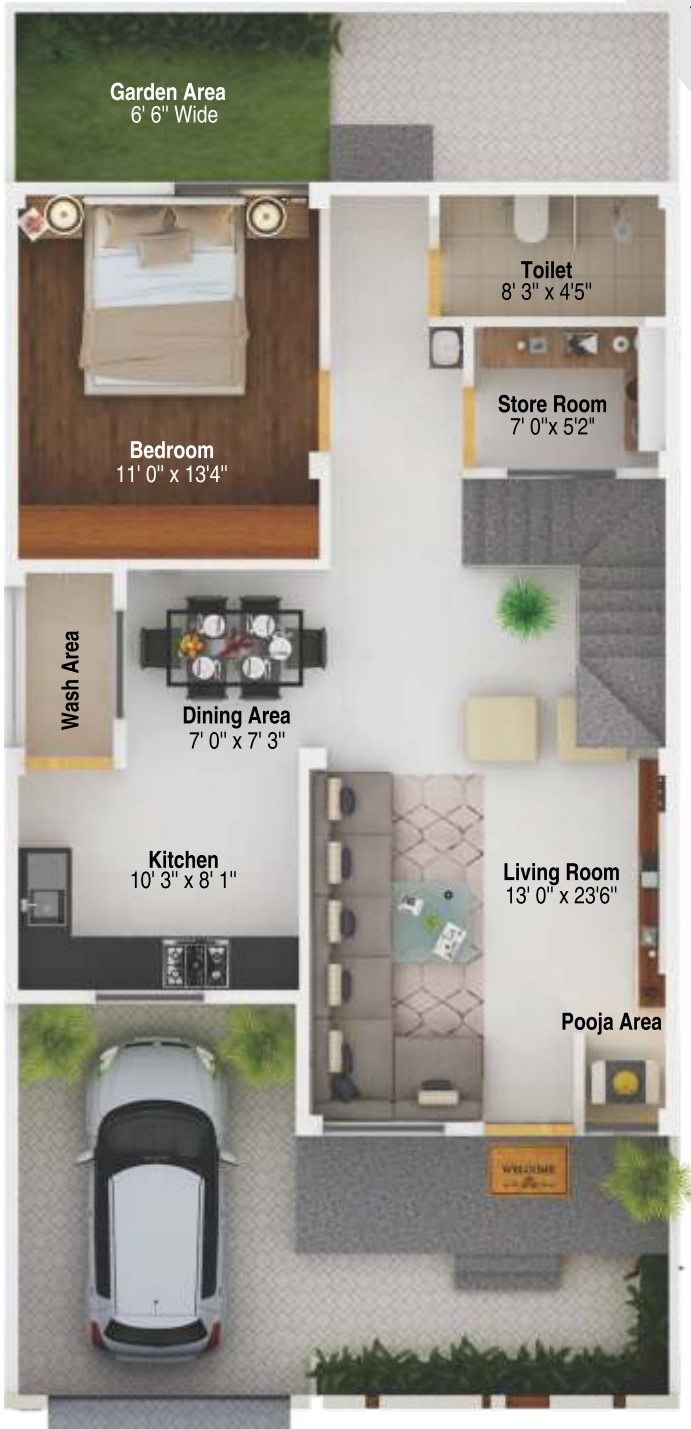 Garden Area
6' 6" Wide
Toilet
8' 3" x 4'5"
Store Room
7' 0"x 5'2"
Bedroom
11' 0" x 13'4"
Wash Area
Dining Area
7' 0" x 7' 3"
Kitchen
10' 3" x 8' 1"
Living Room
13' 0" x 23'6"
Pooja Area
WELCOME